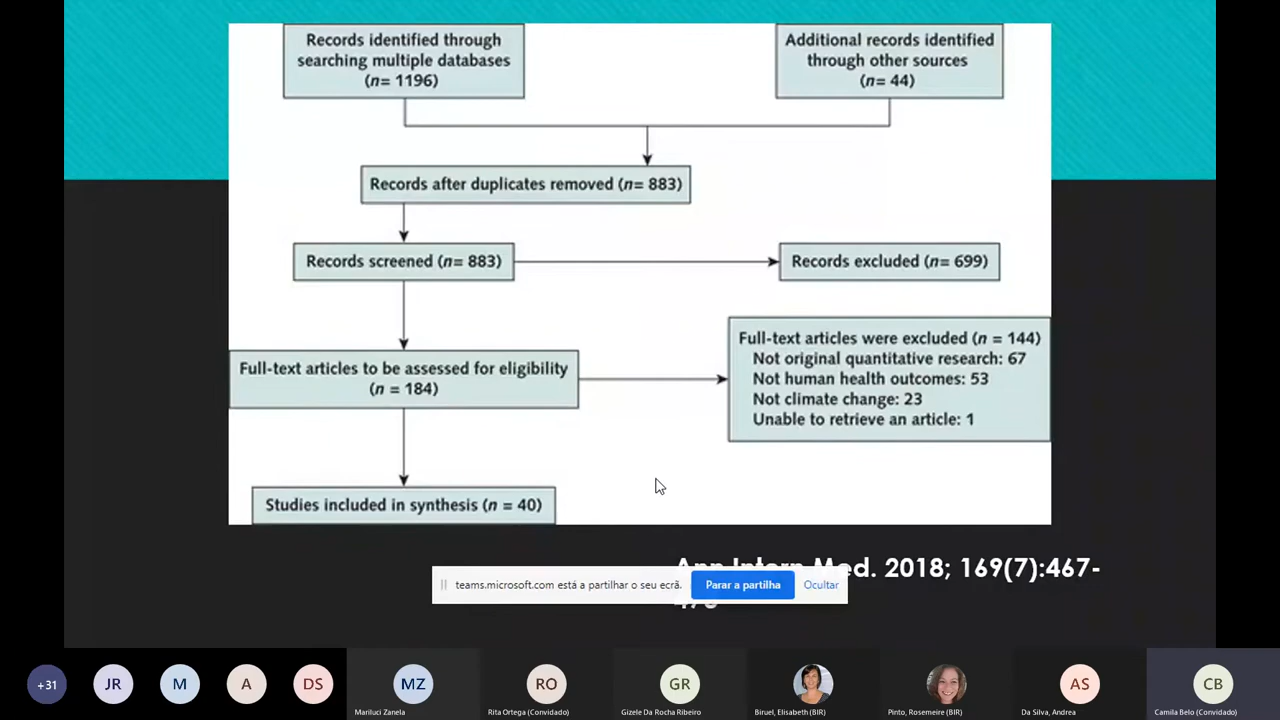 Records identified through
searching multiple databases
(n= 1196)
Additional records identified
through other sources
(n= 44)
Records after duplicates removed (n= 883)
Records screened (n= 883)
Records excluded (n= 699)
Full-text articles to be assessed for eligibility
(n = 184)
Full-text articles were excluded (n = 144)
Not original quantitative research: 67
Not human health outcomes: 53
Not climate change: 23
Unable to retrieve an article: 1
Studies included in synthesis (n = 40)
Med. 2018; 169(7):467-
teams.microsoft.com está a partilhar o seu ecrã.
Parar a partilha
Ocultar
+31
JR
M
A
DS
MZ
RO
GR
AS
CB
Mariluci Zanela
Rita Ortega (Convidado)
Gizele Da Rocha Ribeiro
Biruel, Elisabeth (BIR)
Pinto, Rosemeire (BIR)
Da Silva, Andrea
Camila Belo (Convidado)